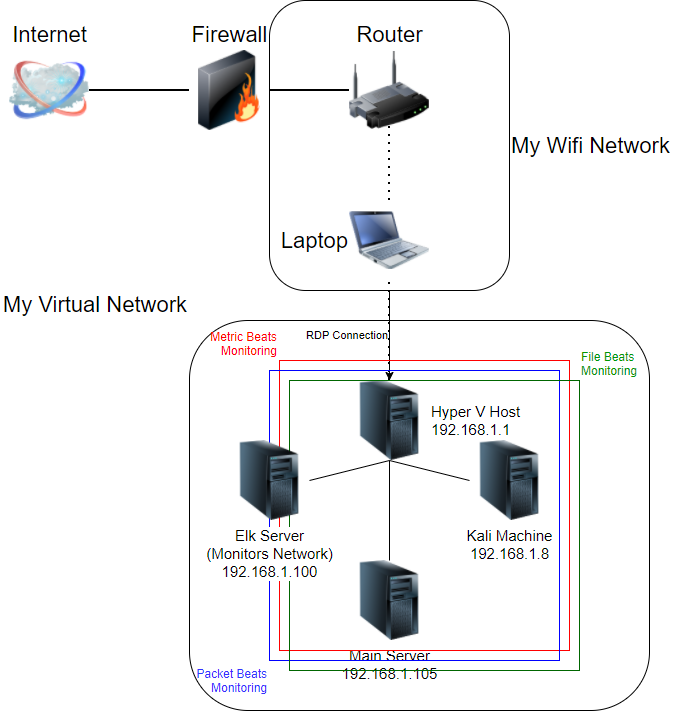 Internet
Firewall
Router
My Wifi Network
Laptop
My Virtual Network
Metric Beats
Monitoring
RDP Connection
File Beats
Monitoring
Hyper V Host
192.168.1.1
Elk Server
(Monitors Network)
192.168.1.100
Kali Machine
192.168.1.8
Main Server
192.168.1.105
Packet Beats
Monitoring